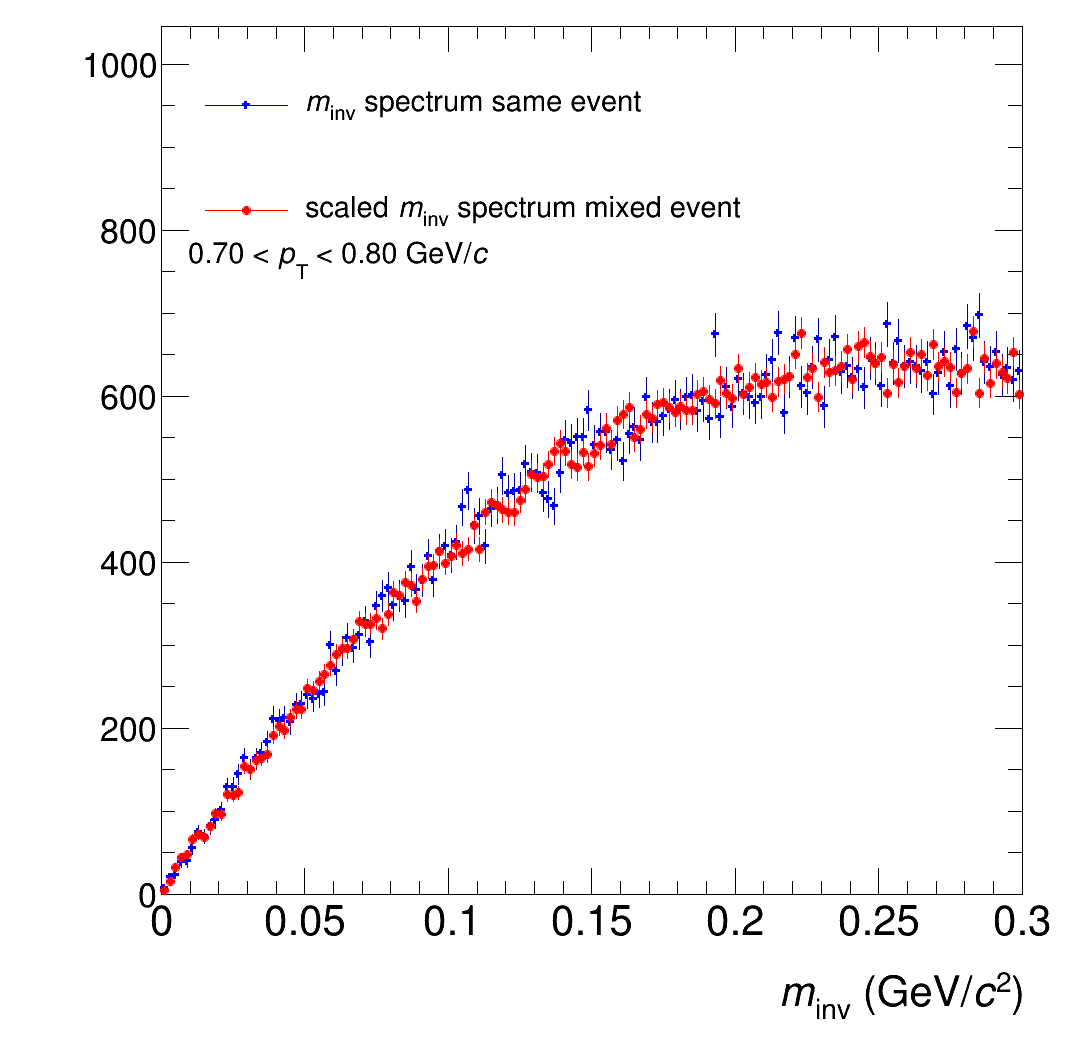 1000
m_inv spectrum same event
scaled m_inv spectrum mixed event
800
0.70 < p_T < 0.80 GeV/c
600
400
200
0
0 0.05 0.1 0.15 0.2 0.25 0.3
m_inv (GeV/c²)